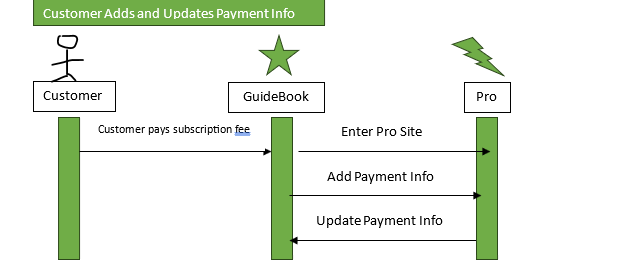 Customer Adds and Updates Payment Info
Customer
GuideBook
Pro
Customer pays subscription fee
Enter Pro Site
Add Payment Info
Update Payment Info